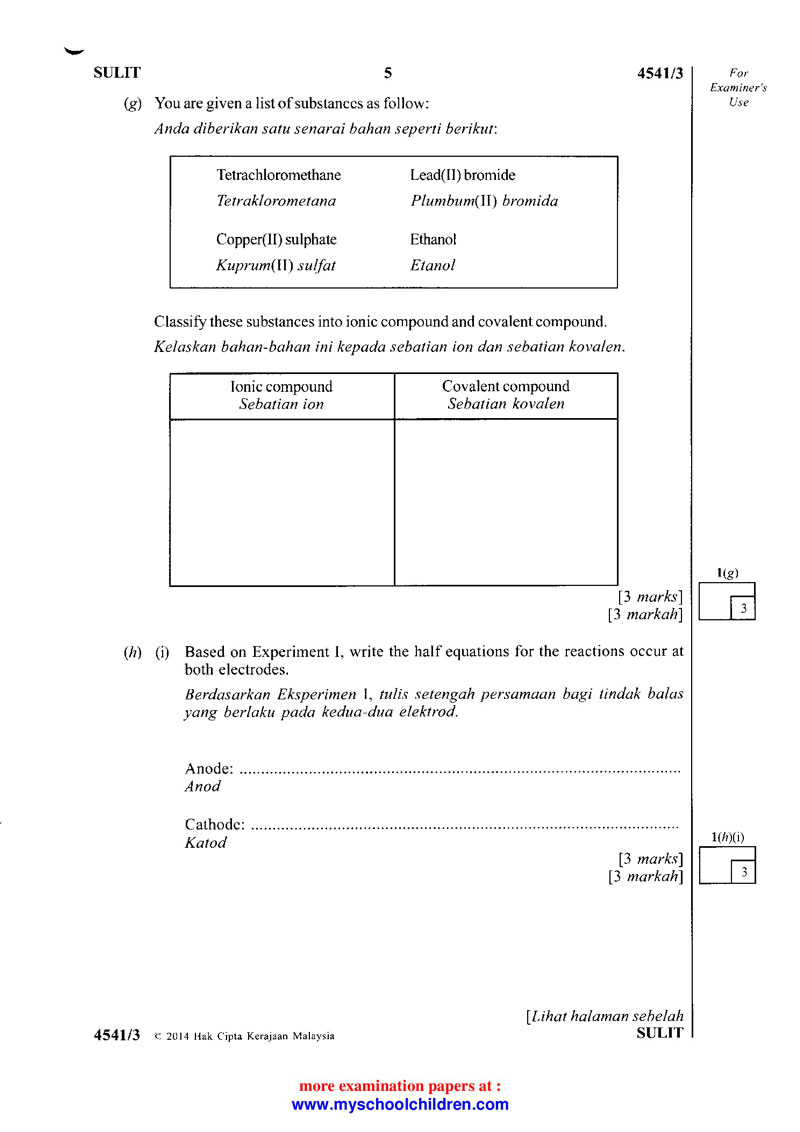 SULIT 5 4541/3
For
Examiner's
Use
(g) You are given a list of substances as follow:
Anda diberikan satu senarai bahan seperti berikut:
Tetrachloromethane Lead(II) bromide
Tetraklorometana Plumbum(II) bromida
Copper(II) sulphate Ethanol
Kuprum(II) sulfat Etanol
Classify these substances into ionic compound and covalent compound.
Kelaskan bahan-bahan ini kepada sebatian ion dan sebatian kovalen.
Ionic compound Covalent compound
Sebatian ion Sebatian kovalen
[3 marks]
[3 markah]
1(g)
3
(h) (i) Based on Experiment I, write the half equations for the reactions occur at
both electrodes.
Berdasarkan Eksperimen I, tulis setengah persamaan bagi tindak balas
yang berlaku pada kedua-dua elektrod.
Anode: ........................................................................................................
Anod
Cathode: .....................................................................................................
Katod
[3 marks]
[3 markah]
1(h)(i)
3
[Lihat halaman sebelah
4541/3 © 2014 Hak Cipta Kerajaan Malaysia SULIT
more examination papers at :
www.myschoolchildren.com